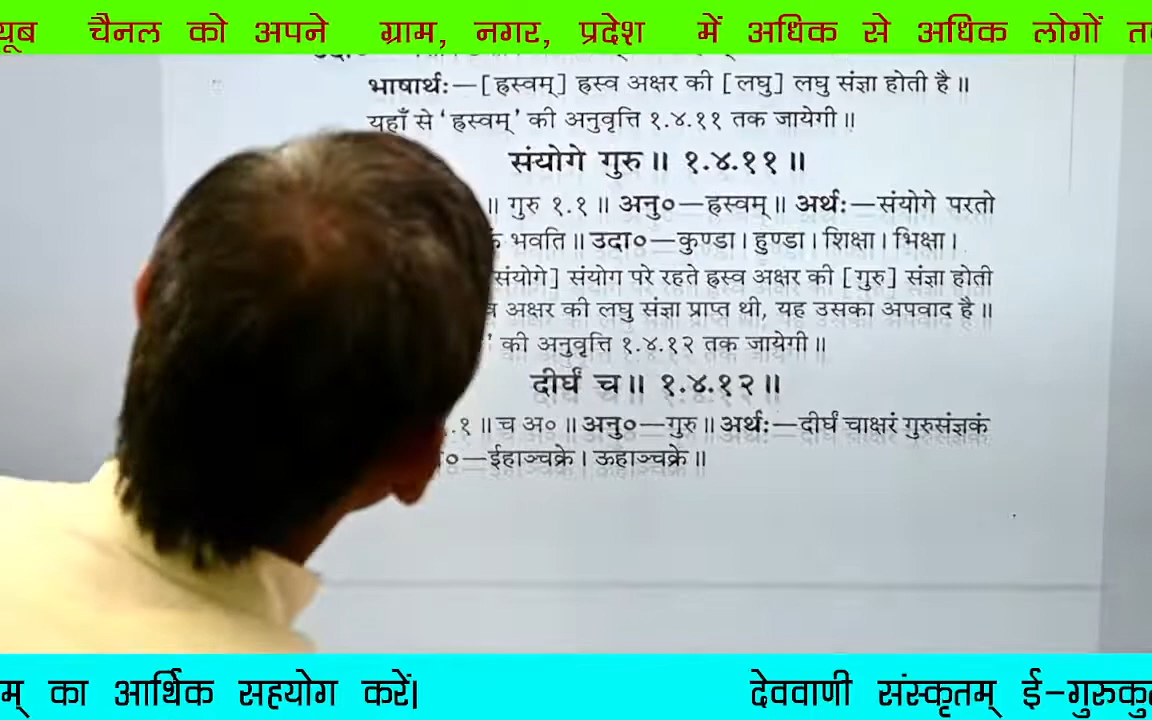 चैनल को अपने ग्राम, नगर, प्रदेश में अधिक से अधिक लोगों
भाषार्थः—[ह्रस्वम्] ह्रस्व अक्षर की [लघु] लघु संज्ञा होती है॥
यहाँ से 'ह्रस्वम्' की अनुवृत्ति १.४.११ तक जायेगी॥
संयोगे गुरु॥ १.४.११॥
॥ गुरु १.१॥ अनु०—ह्रस्वम्॥ अर्थः—संयोगे परतो
भवति॥ उदा०—कुण्डा। हुण्डा। शिक्षा। भिक्षा।
संयोगे] संयोग परे रहते ह्रस्व अक्षर की [गुरु] संज्ञा होती
अक्षर की लघु संज्ञा प्राप्त थी, यह उसका अपवाद है॥
' की अनुवृत्ति १.४.१२ तक जायेगी॥
दीर्घं च॥ १.४.१२॥
.१॥ च अ०॥ अनु०—गुरु॥ अर्थः—दीर्घं चाक्षरं गुरुसंज्ञकं
०—ईहाञ्चक्रे। ऊहाञ्चक्रे॥
का आर्थिक सहयोग करें। देववाणी संस्कृतम्